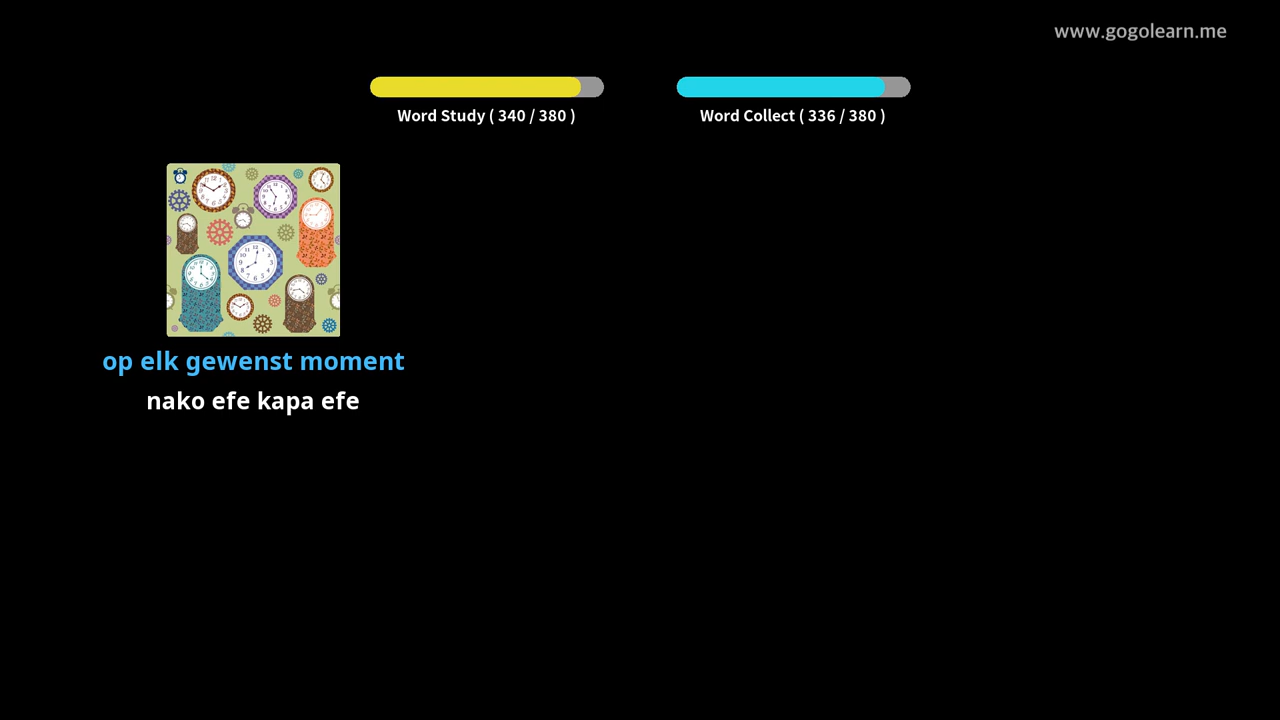 www.gogolearn.me
Word Study ( 340 / 380 )
Word Collect ( 336 / 380 )
op elk gewenst moment
nako efe kapa efe